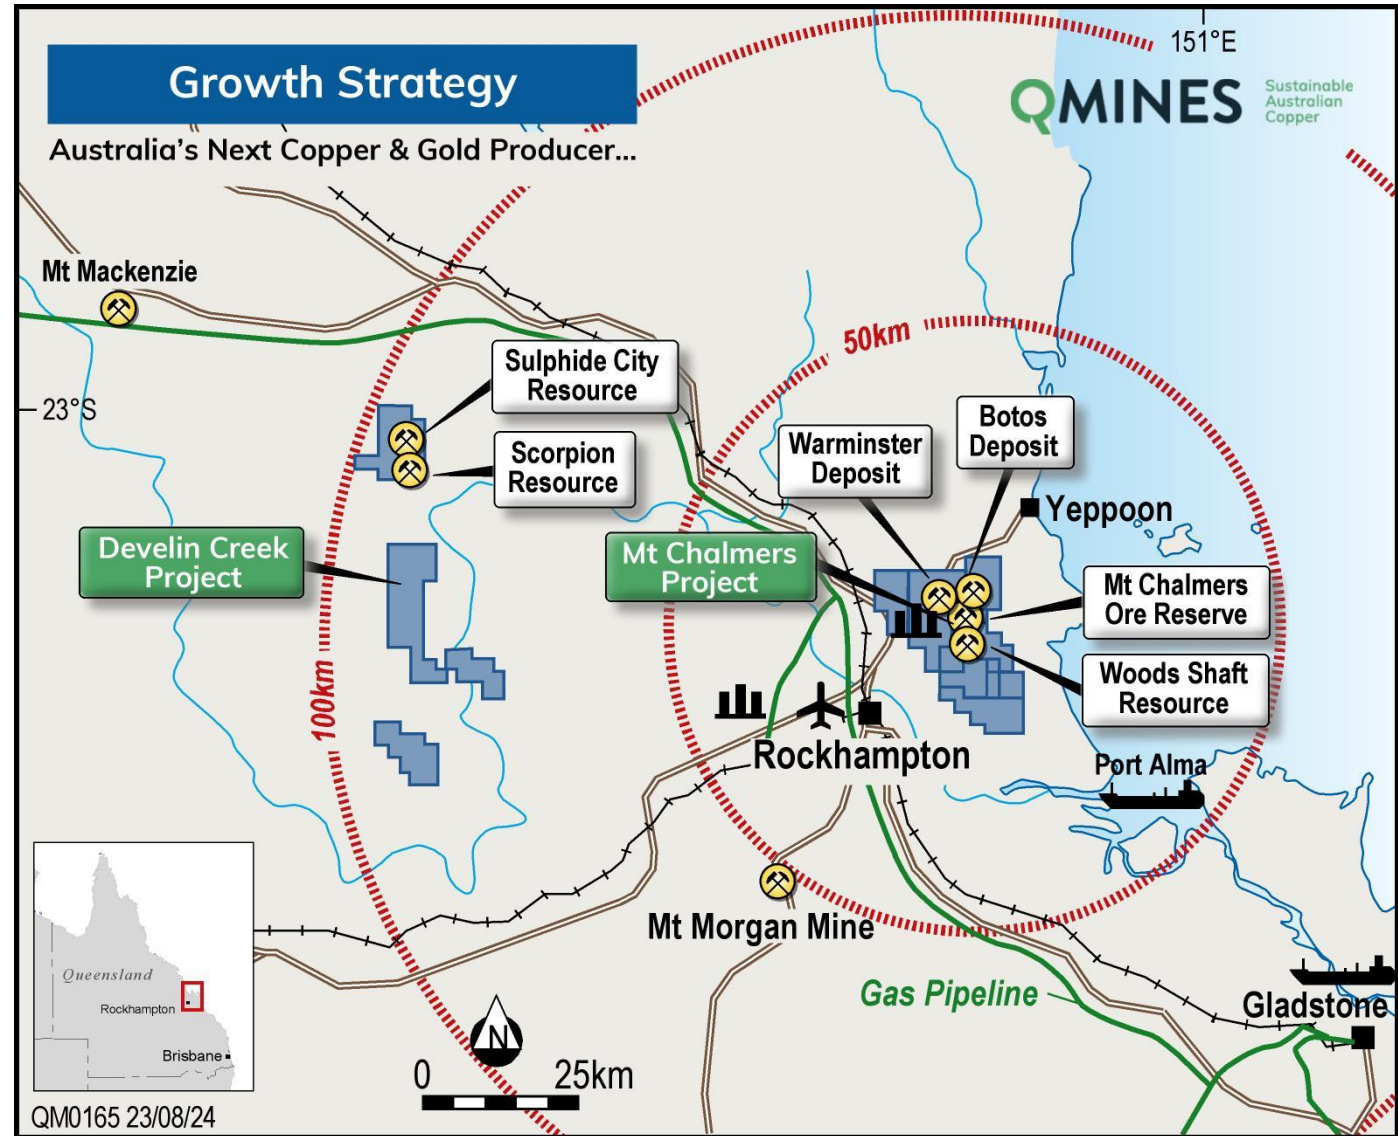 Growth Strategy
Australia's Next Copper & Gold Producer...
151°E
QMINES
Sustainable
Australian
Copper
Mt Mackenzie
23°S
50km
Sulphide City
Resource
Scorpion
Resource
Warminster
Deposit
Botos
Deposit
Yeppoon
Develin Creek
Project
Mt Chalmers
Project
Mt Chalmers
Ore Reserve
Woods Shaft
Resource
100km
Rockhampton
Port Alma
Mt Morgan Mine
Gas Pipeline
Gladstone
Queensland
Rockhampton
Brisbane
N
0 25km
QM0165 23/08/24